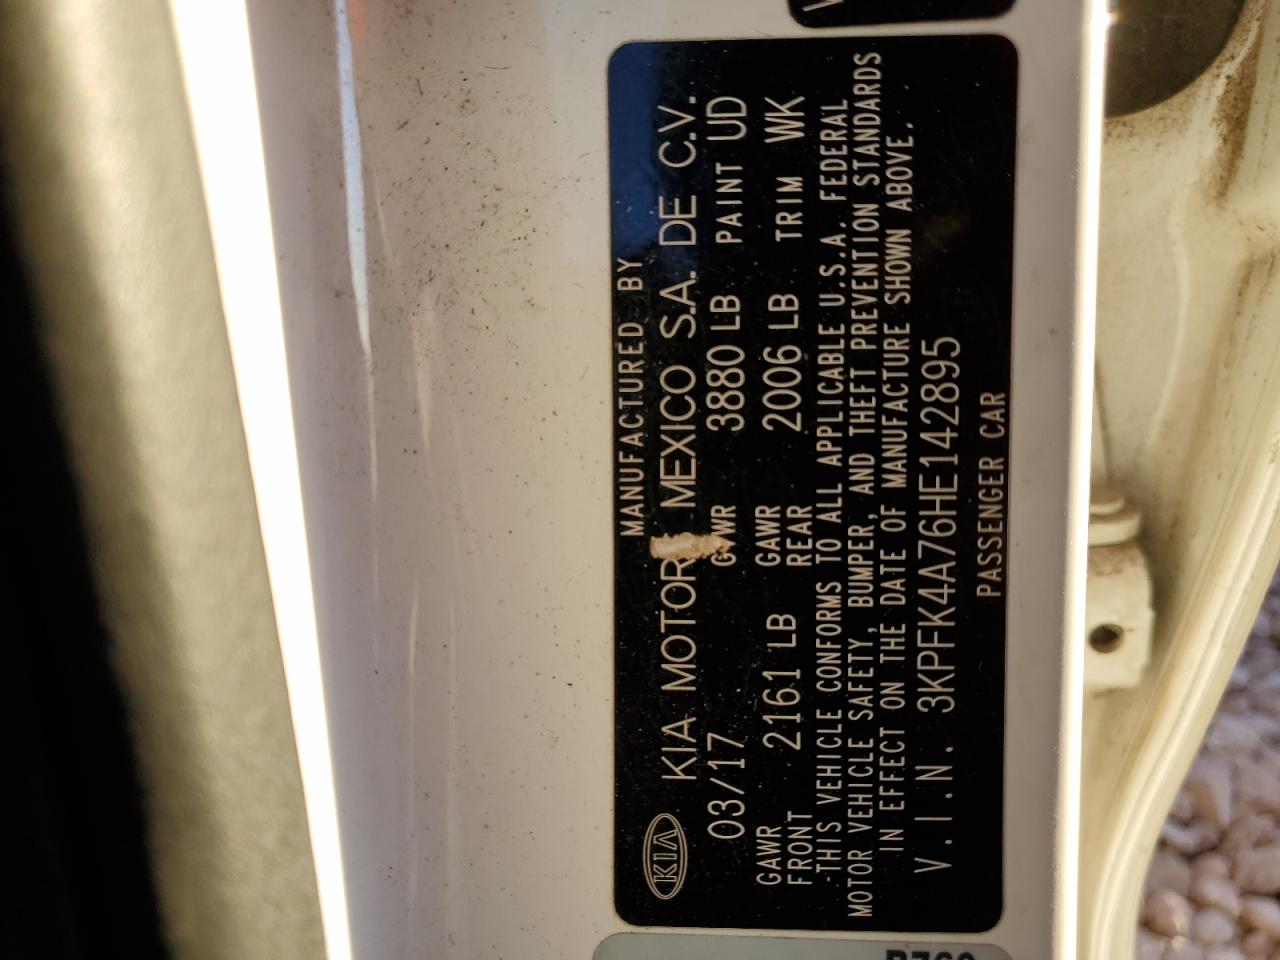 MANUFACTURED BY
KIA KIA MOTOR MEXICO S.A. DE C.V.
03/17 GVWR 3880 LB PAINT UD
GAWR FRONT 2161 LB GAWR REAR 2006 LB TRIM WK
-THIS VEHICLE CONFORMS TO ALL APPLICABLE U.S.A. FEDERAL
MOTOR VEHICLE SAFETY, BUMPER, AND THEFT PREVENTION STANDARDS
IN EFFECT ON THE DATE OF MANUFACTURE SHOWN ABOVE.
V.I.N. 3KPFK4A76HE142895
PASSENGER CAR